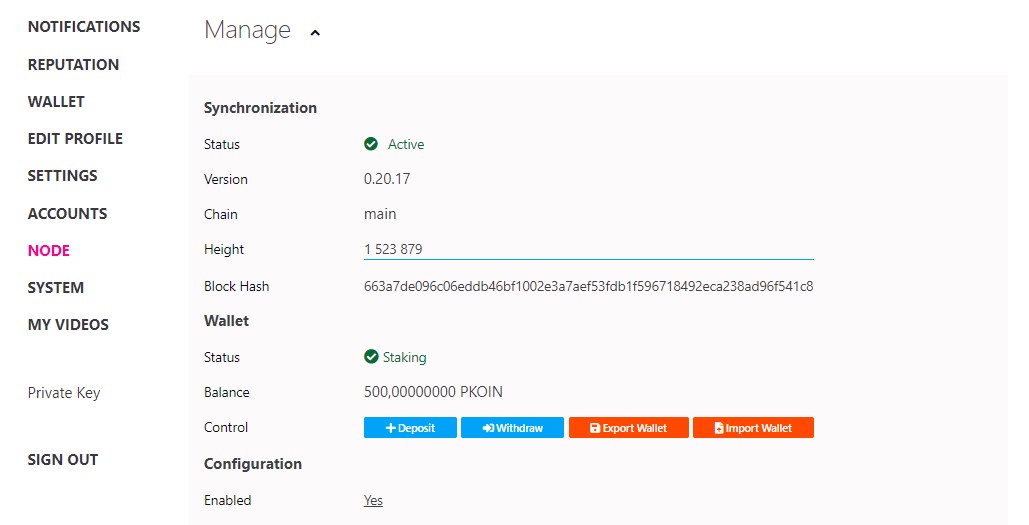 NOTIFICATIONS
REPUTATION
WALLET
EDIT PROFILE
SETTINGS
ACCOUNTS
NODE
SYSTEM
MY VIDEOS
Private Key
SIGN OUT
Manage
Synchronization
Status Active
Version 0.20.17
Chain main
Height 1 523 879
Block Hash 663a7de096c06eddb46bf1002e3a7aef53fdb1f596718492eca238ad96f541c8
Wallet
Status Staking
Balance 500,00000000 PKOIN
Control Deposit Withdraw Export Wallet Import Wallet
Configuration
Enabled Yes